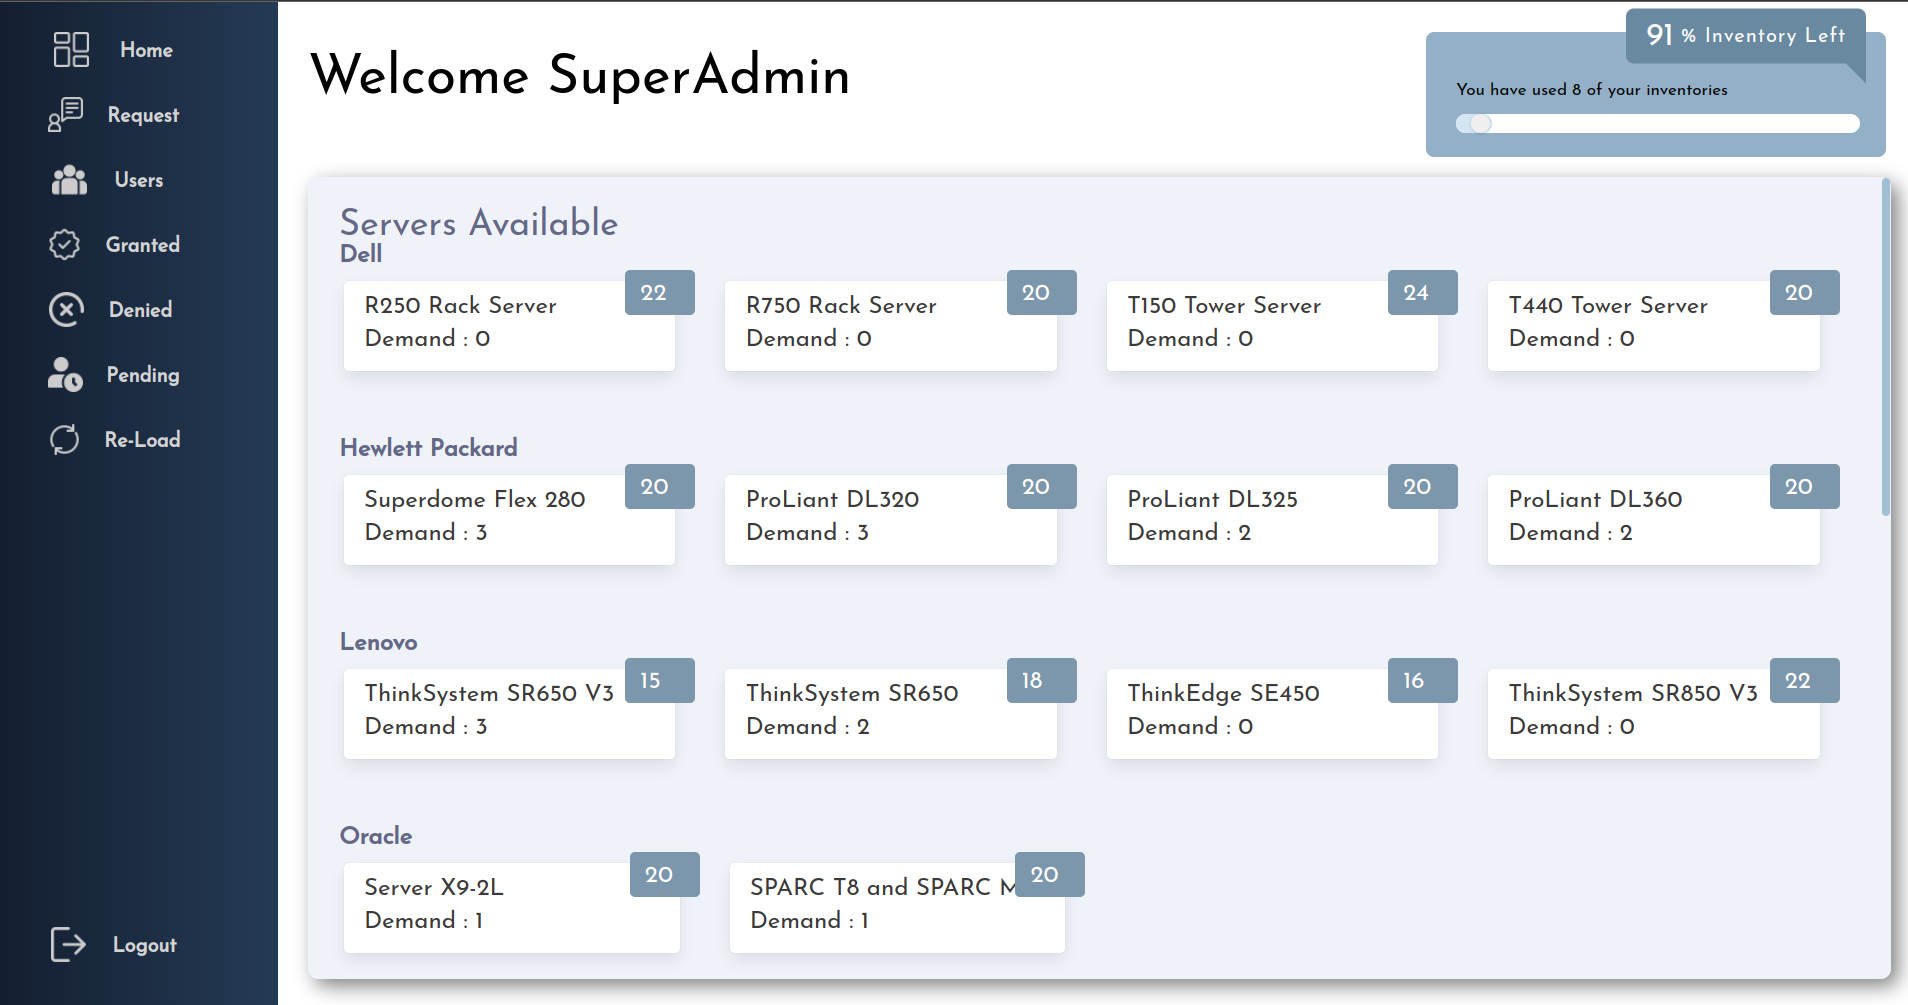 Home
Request
Users
Granted
Denied
Pending
Re-Load
Logout
Welcome SuperAdmin
91 % Inventory Left
You have used 8 of your inventories
Servers Available
Dell
R250 Rack Server
22
Demand : 0
R750 Rack Server
20
Demand : 0
T150 Tower Server
24
Demand : 0
T440 Tower Server
20
Demand : 0
Hewlett Packard
Superdome Flex 280
20
Demand : 3
ProLiant DL320
20
Demand : 3
ProLiant DL325
20
Demand : 2
ProLiant DL360
20
Demand : 2
Lenovo
ThinkSystem SR650 V3
15
Demand : 3
ThinkSystem SR650
18
Demand : 2
ThinkEdge SE450
16
Demand : 0
ThinkSystem SR850 V3
22
Demand : 0
Oracle
Server X9-2L
20
Demand : 1
SPARC T8 and SPARC
20
Demand : 1